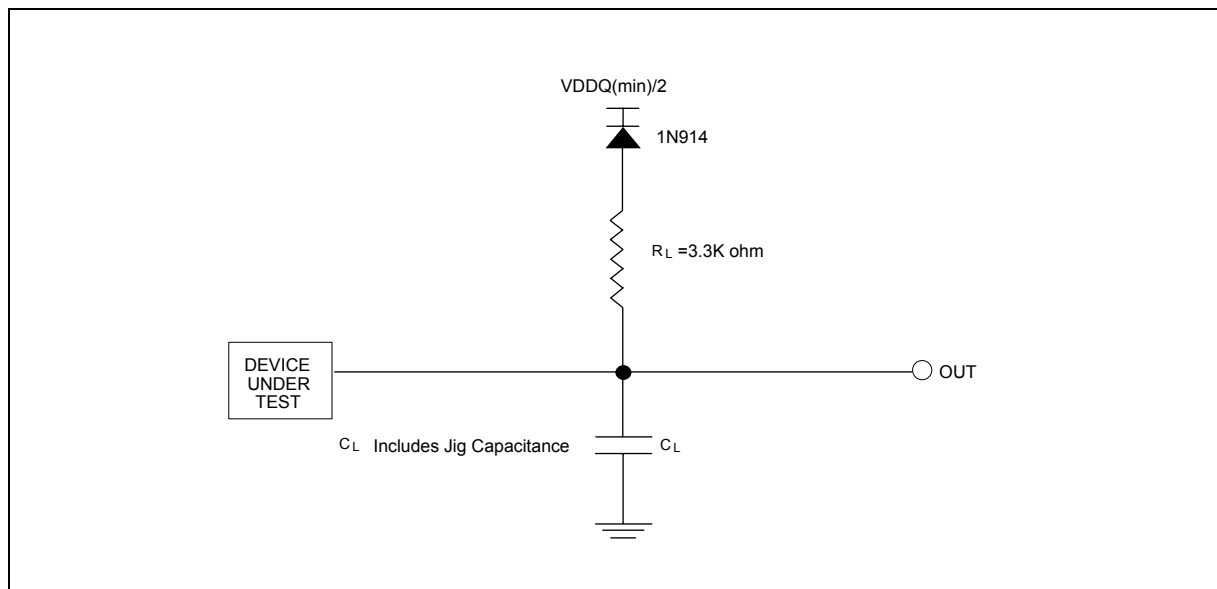 VDDQ(min)/2
1N914
RL =3.3K ohm
DEVICE
UNDER
TEST
OUT
CL Includes Jig Capacitance
CL